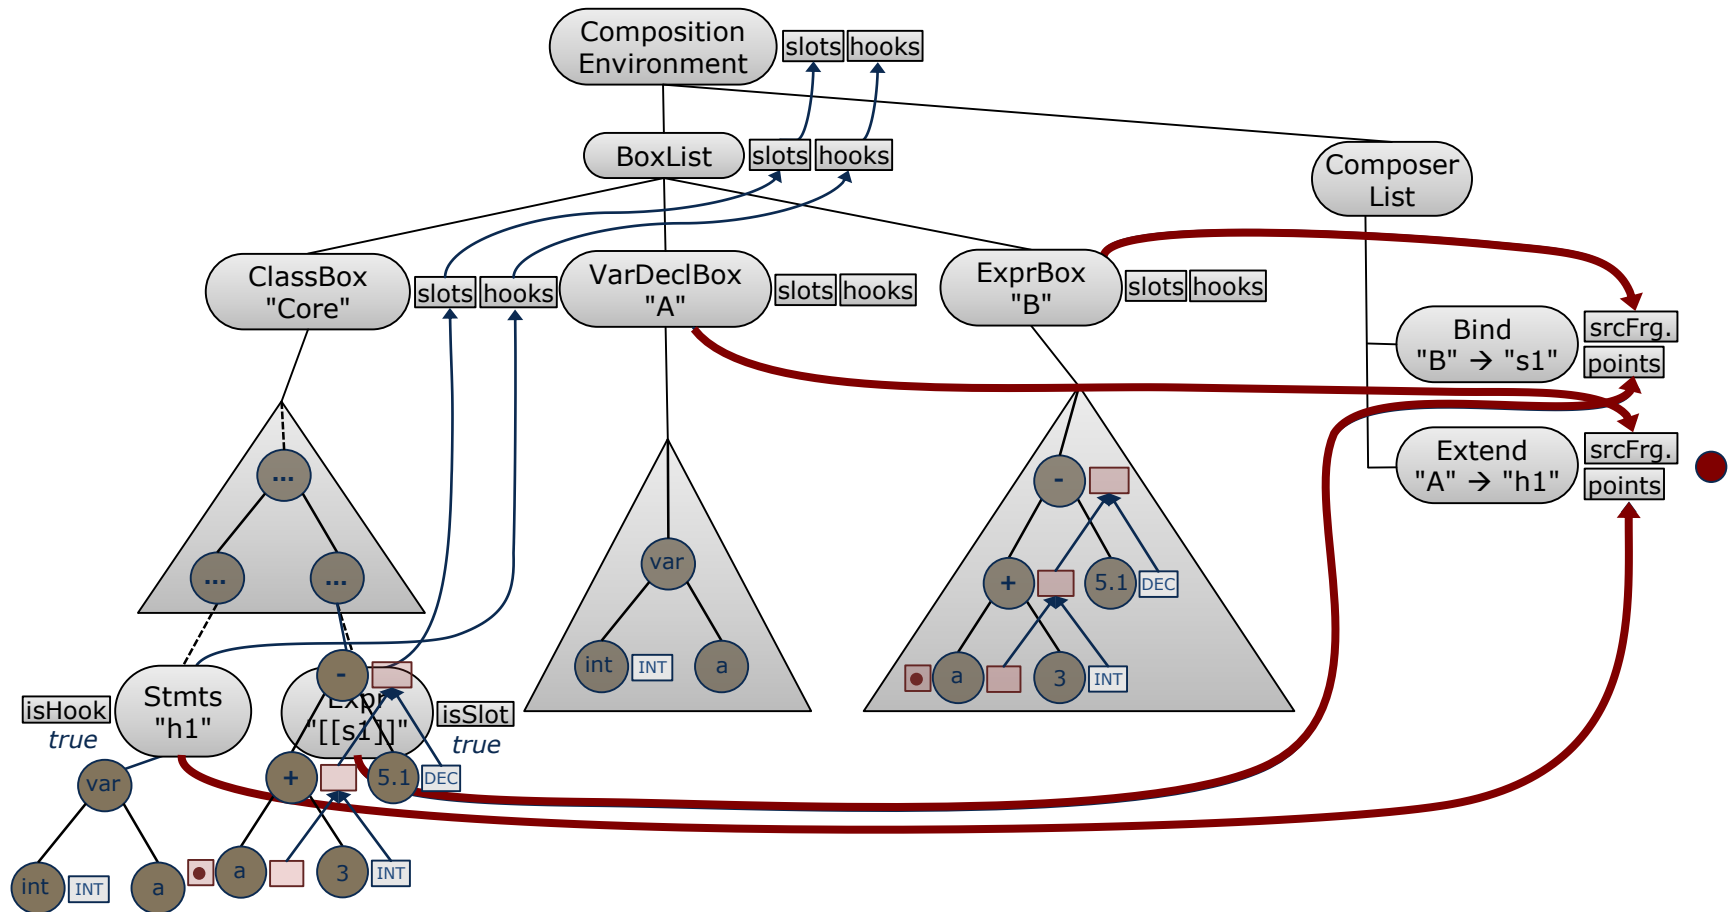 Composition
Environment
slots
hooks
BoxList
slots
hooks
Composer
List
ClassBox
"Core"
slots
hooks
VarDeclBox
"A"
slots
hooks
ExprBox
"B"
slots
hooks
Bind
"B" → "s1"
srcFrg.
points
Extend
"A" → "h1"
srcFrg.
points
...
...
...
var
int
INT
a
-
+
5.1
DEC
a
3
INT
isHook
true
Stmts
"h1"
-
Expr
"[[s1]]"
isSlot
true
var
+
5.1
DEC
int
INT
a
a
3
INT